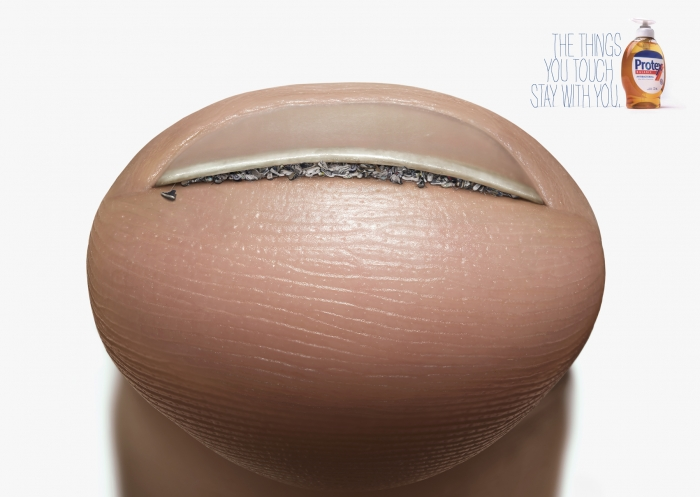 THE THINGS
YOU TOUCH
STAY WITH YOU.
Protex